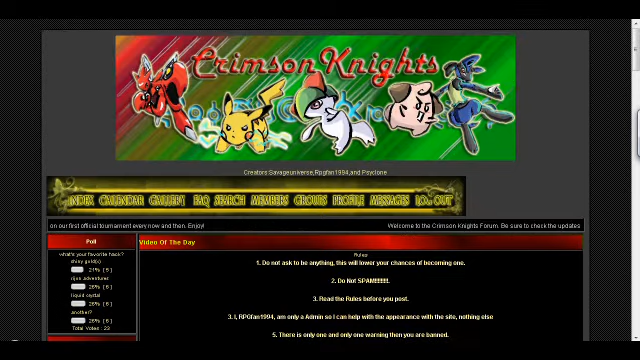 Crimson Knights
Creators:Savageuniverse,Rpgfan1994,and Psyclone
INDEX CALENDAR GALLERY FAQ SEARCH MEMBERS GROUPS PROFILE MESSAGES LOG OUT
on our first official tournament every now and then. Enjoy!
Welcome to the Crimson Knights Forum. Be sure to check the updates
Poll
what's your favorite hack?
shiny gold(s)
21% [5]
rijon adventures
26% [6]
liquid crystal
26% [6]
another?
26% [6]
Total Votes : 23
Video Of The Day
Rules
1. Do not ask to be anything, this will lower your chances of becoming one.
2. Do Not SPAM!!!!!!!!!.
3. Read the Rules before you post.
3. I, RPGfan1994, am only a Admin so I can help with the appearance with the site, nothing else
5. There is only one and only one warning then you are banned.